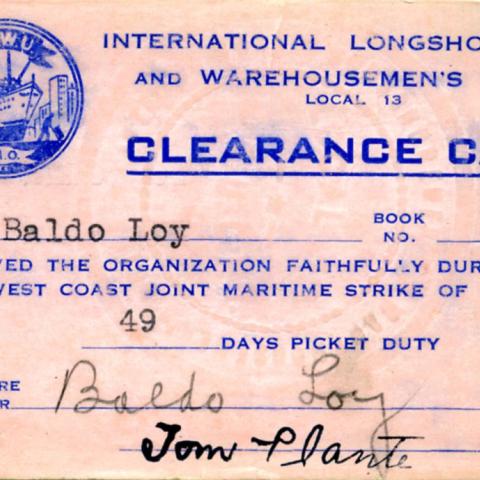 W.U.
INTERNATIONAL LONGSHO
AND WAREHOUSEMEN'S
LOCAL 13
CLEARANCE C
Baldo Loy
BOOK
NO.
VED THE ORGANIZATION FAITHFULLY DUR
WEST COAST JOINT MARITIME STRIKE OF
49
DAYS PICKET DUTY
RE
R
Baldo Loy
Tom Plante
I.O.